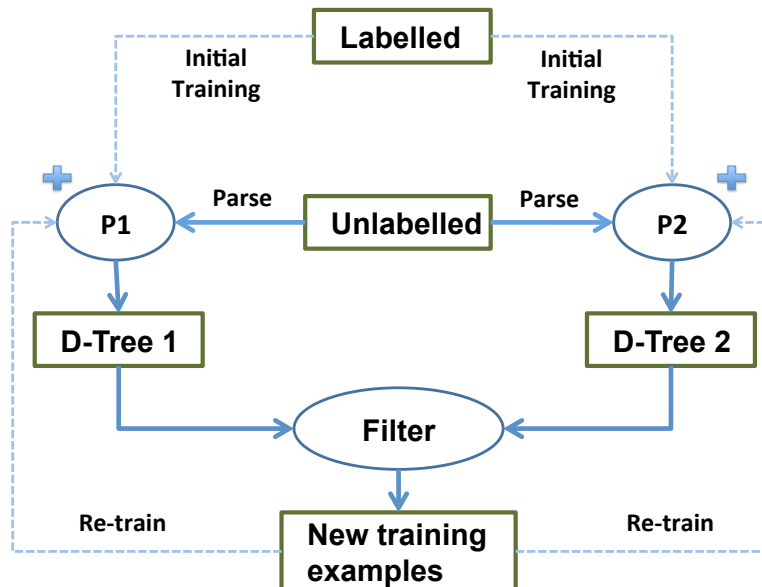 Labelled
Initial
Training
Initial
Training
P1
Parse
Unlabelled
Parse
P2
D-Tree 1
D-Tree 2
Filter
Re-train
New training
examples
Re-train